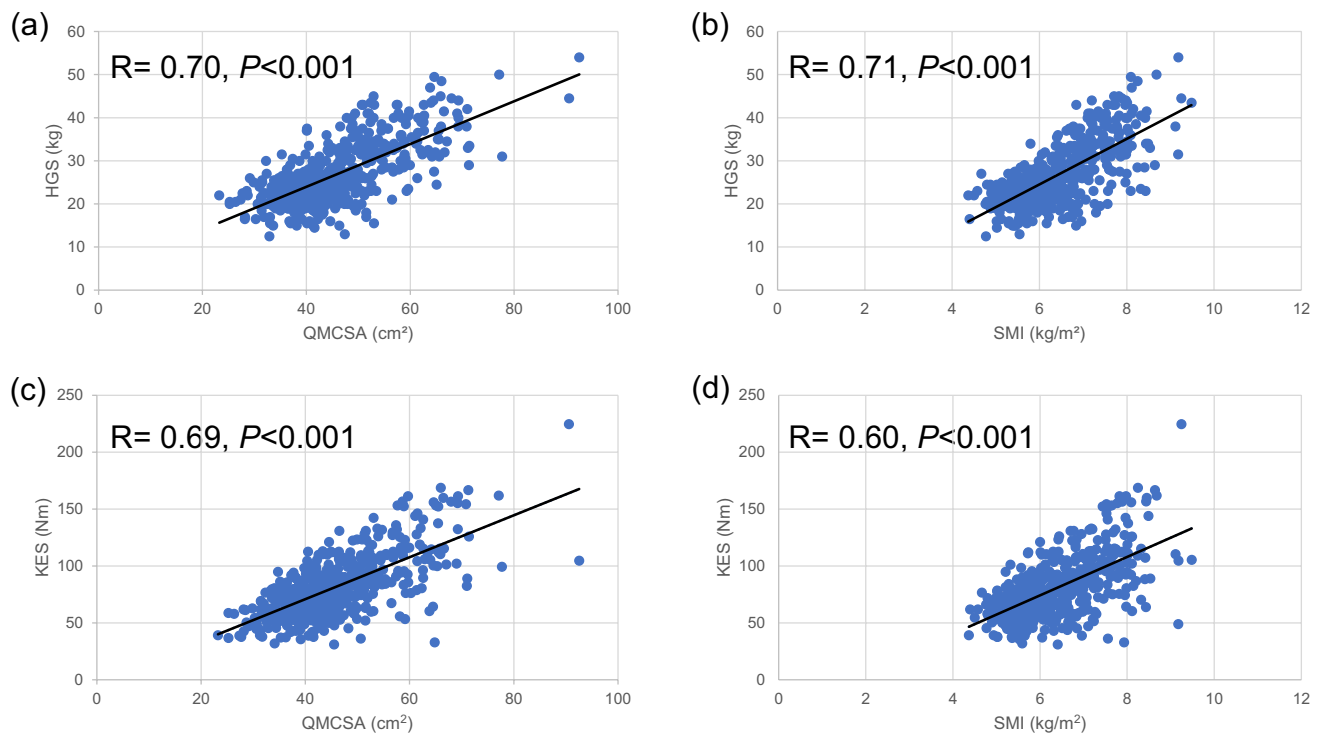 (a)
R= 0.70, P<0.001
HGS (kg)
60
50
40
30
20
10
0
0 20 40 60 80 100
QMCSA (cm²)
(b)
R= 0.71, P<0.001
HGS (kg)
60
50
40
30
20
10
0
0 2 4 6 8 10 12
SMI (kg/m²)
(c)
R= 0.69, P<0.001
KES (Nm)
250
200
150
100
50
0
0 20 40 60 80 100
QMCSA (cm²)
(d)
R= 0.60, P<0.001
KES (Nm)
250
200
150
100
50
0
0 2 4 6 8 10 12
SMI (kg/m²)